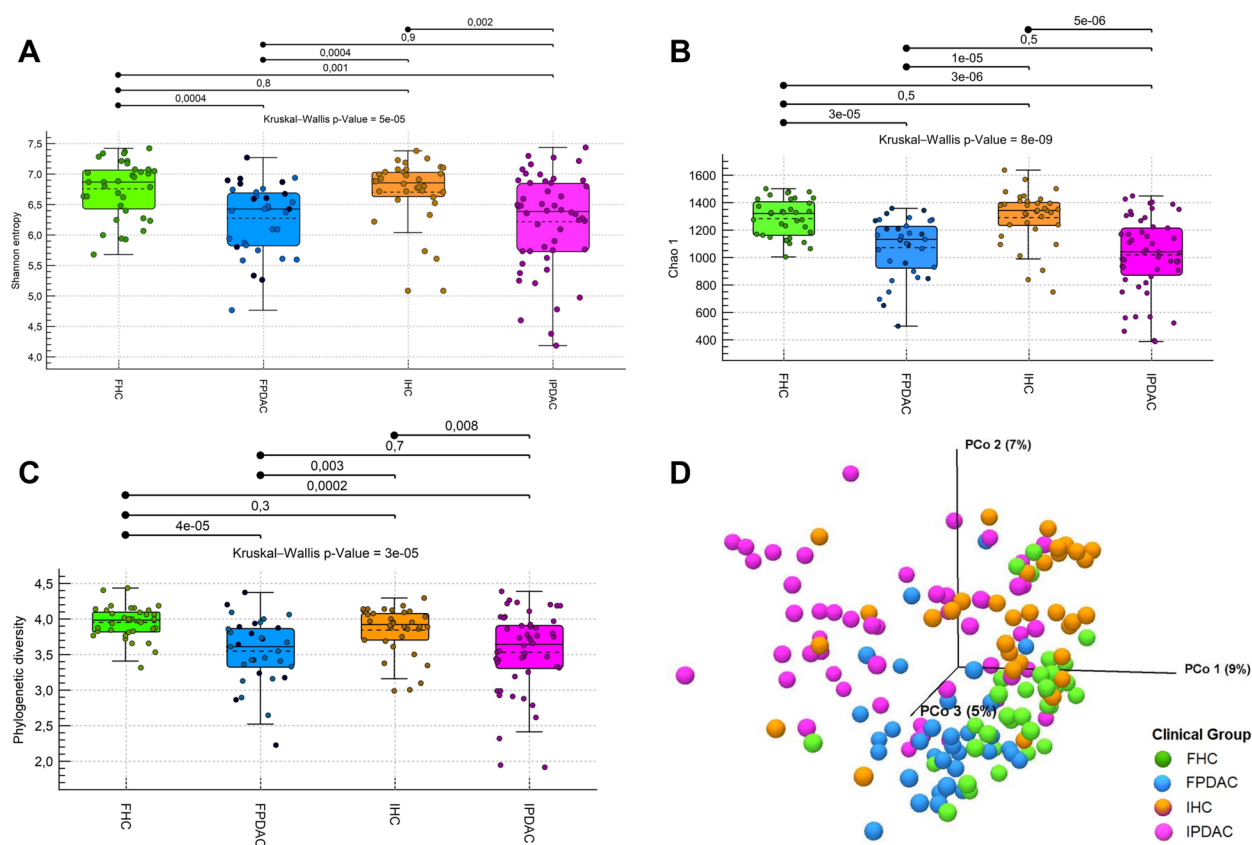 A
0,002
0,9
0,0004
0,001
0,8
0,0004
Kruskal–Wallis p-Value = 5e-05
Shannon entropy
7,5
7,0
6,5
6,0
5,5
5,0
4,5
4,0
FHC
FPDAC
IHC
IPDAC
B
5e-06
0,5
1e-05
3e-06
0,5
3e-05
Kruskal–Wallis p-Value = 8e-09
Chao 1
1600
1400
1200
1000
800
600
400
FHC
FPDAC
IHC
IPDAC
C
0,008
0,7
0,003
0,0002
0,3
4e-05
Kruskal–Wallis p-Value = 3e-05
Phylogenetic diversity
4,5
4,0
3,5
3,0
2,5
2,0
FHC
FPDAC
IHC
IPDAC
D
PCo 2 (7%)
PCo 1 (9%)
PCo 3 (5%)
Clinical Group
FHC
FPDAC
IHC
IPDAC